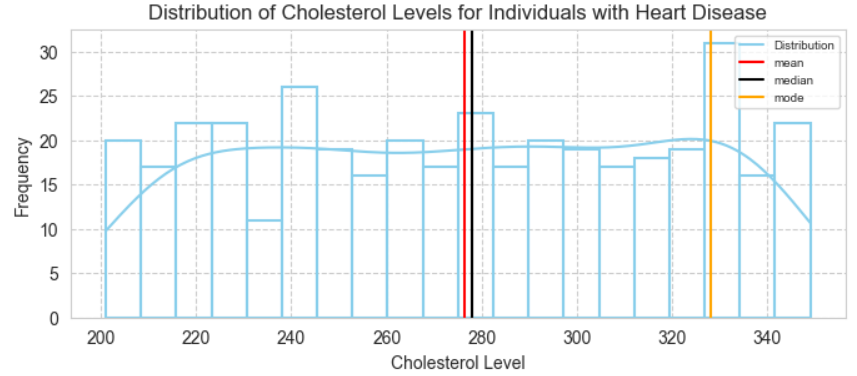 Distribution of Cholesterol Levels for Individuals with Heart Disease
30
25
20
15
10
5
0
Frequency
Distribution
mean
median
mode
200 220 240 260 280 300 320 340
Cholesterol Level